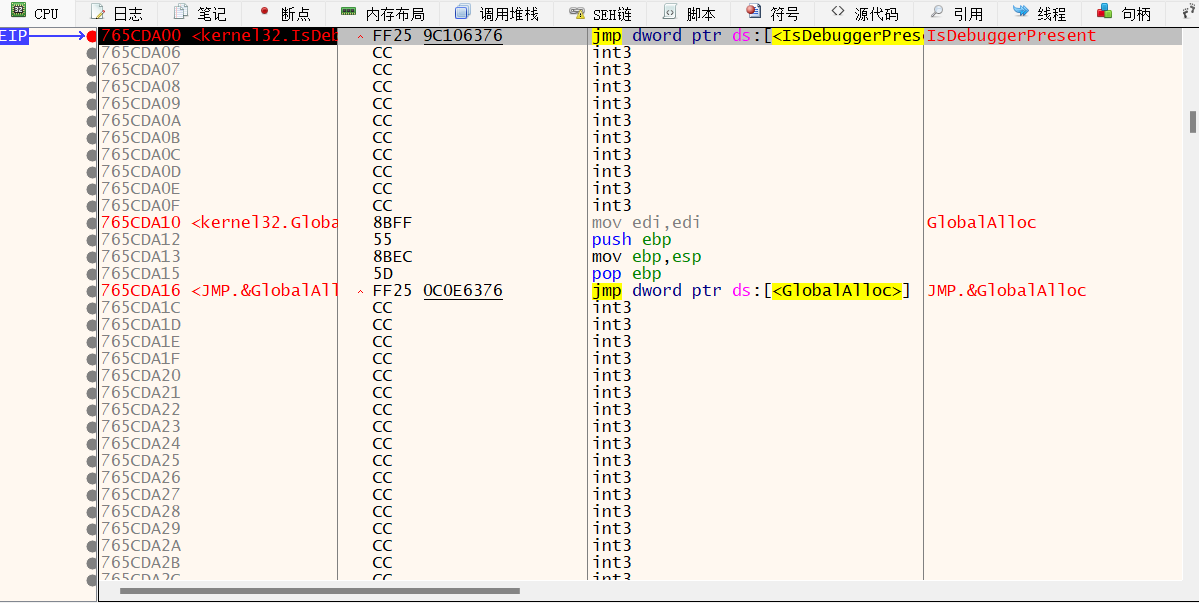 CPU 日志 笔记 断点 内存布局 调用堆栈 SEH链 脚本 符号 源代码 引用 线程 句柄
EIP 765CDA00 <kernel32.IsDeb FF25 9C106376 jmp dword ptr ds:[<IsDebuggerPres IsDebuggerPresent
765CDA06 CC int3
765CDA07 CC int3
765CDA08 CC int3
765CDA09 CC int3
765CDA0A CC int3
765CDA0B CC int3
765CDA0C CC int3
765CDA0D CC int3
765CDA0E CC int3
765CDA0F CC int3
765CDA10 <kernel32.Globa 8BFF mov edi,edi GlobalAlloc
765CDA12 55 push ebp
765CDA13 8BEC mov ebp,esp
765CDA15 5D pop ebp
765CDA16 <JMP.&GlobalAll FF25 0C0E6376 jmp dword ptr ds:[<GlobalAlloc>] JMP.&GlobalAlloc
765CDA1C CC int3
765CDA1D CC int3
765CDA1E CC int3
765CDA1F CC int3
765CDA20 CC int3
765CDA21 CC int3
765CDA22 CC int3
765CDA23 CC int3
765CDA24 CC int3
765CDA25 CC int3
765CDA26 CC int3
765CDA27 CC int3
765CDA28 CC int3
765CDA29 CC int3
765CDA2A CC int3
765CDA2B CC int3
765CDA2C CC int3